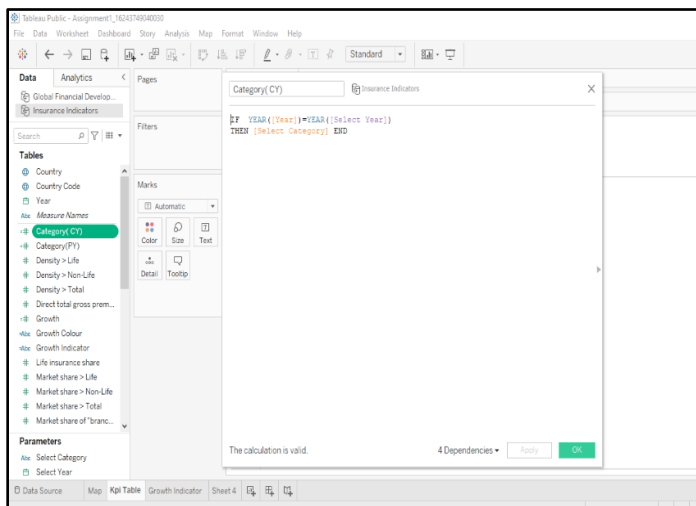 Tableau Public - Assignment1_16243749040030
File Data Worksheet Dashboard Story Analysis Map Format Window Help
Standard
Data Analytics
Global Financial Develop...
Insurance Indicators
Search
Tables
Country
Country Code
Year
Abc Measure Names
Category( CY)
Category(PY)
Density > Life
Density > Non-Life
Density > Total
Direct total gross prem...
Growth
Abc Growth Colour
Abc Growth Indicator
Life insurance share
Market share > Life
Market share > Non-Life
Market share > Total
Market share of "branc...
Parameters
Abc Select Category
Select Year
Pages
Filters
Marks
Automatic
Color Size Text
Detail Tooltip
Category( CY) Insurance Indicators
IF YEAR([Year])=YEAR([Select Year])
THEN [Select Category] END
The calculation is valid. 4 Dependencies Apply OK
Data Source Map Kpi Table Growth Indicator Sheet 4